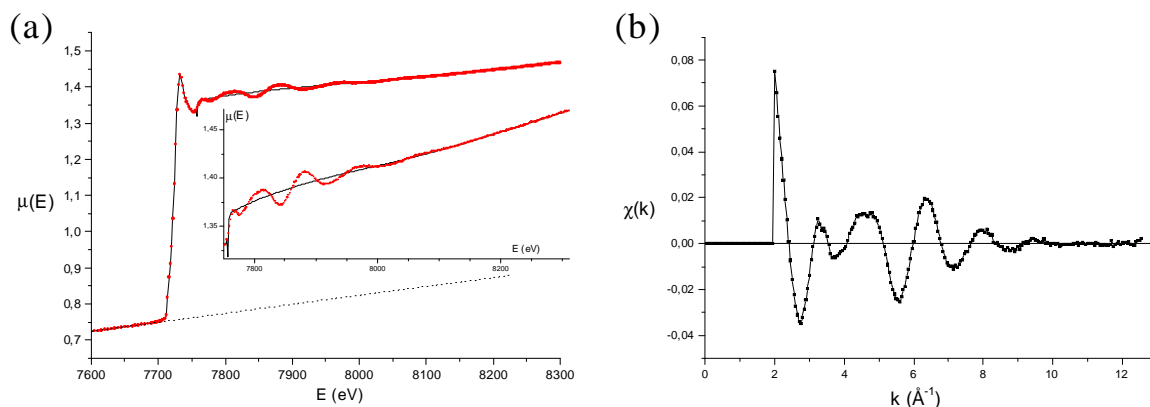 (a)
1,5
1,4
1,3
1,2
1,1
1,0
0,9
0,8
0,7
μ(E)
7600 7700 7800 7900 8000 8100 8200 8300
E (eV)
μ(E)
1,45
1,40
1,35
7800 8000 8200
E (eV)
(b)
0,08
0,06
0,04
0,02
0,00
-0,02
-0,04
χ(k)
0 2 4 6 8 10 12
k (Å⁻¹)